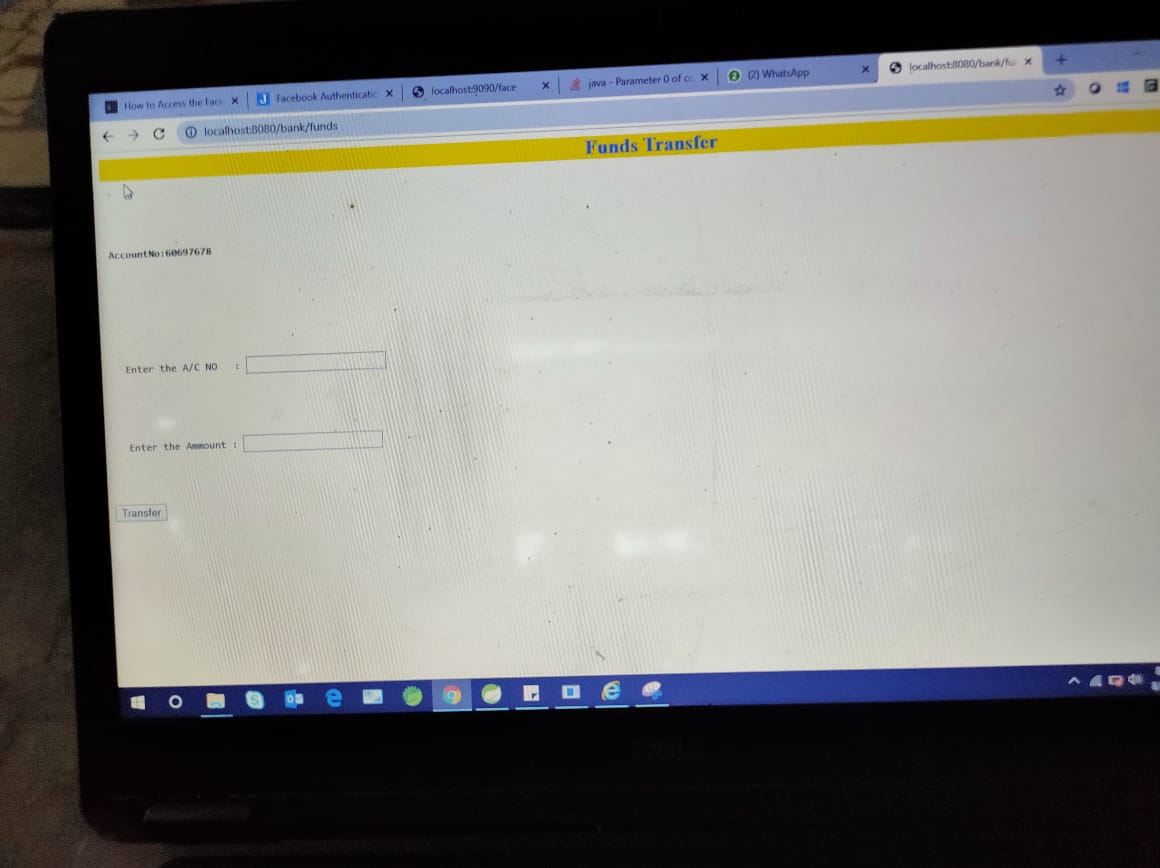 How to Access the Face
Facebook Authenticatic
localhost:9090/face
java - Parameter 0 of cc
(2) WhatsApp
localhost:8080/bank/fu
localhost:8080/bank/funds
Funds Transfer
AccountNo:60697678
Enter the A/C NO :
Enter the Ammount :
Transfer